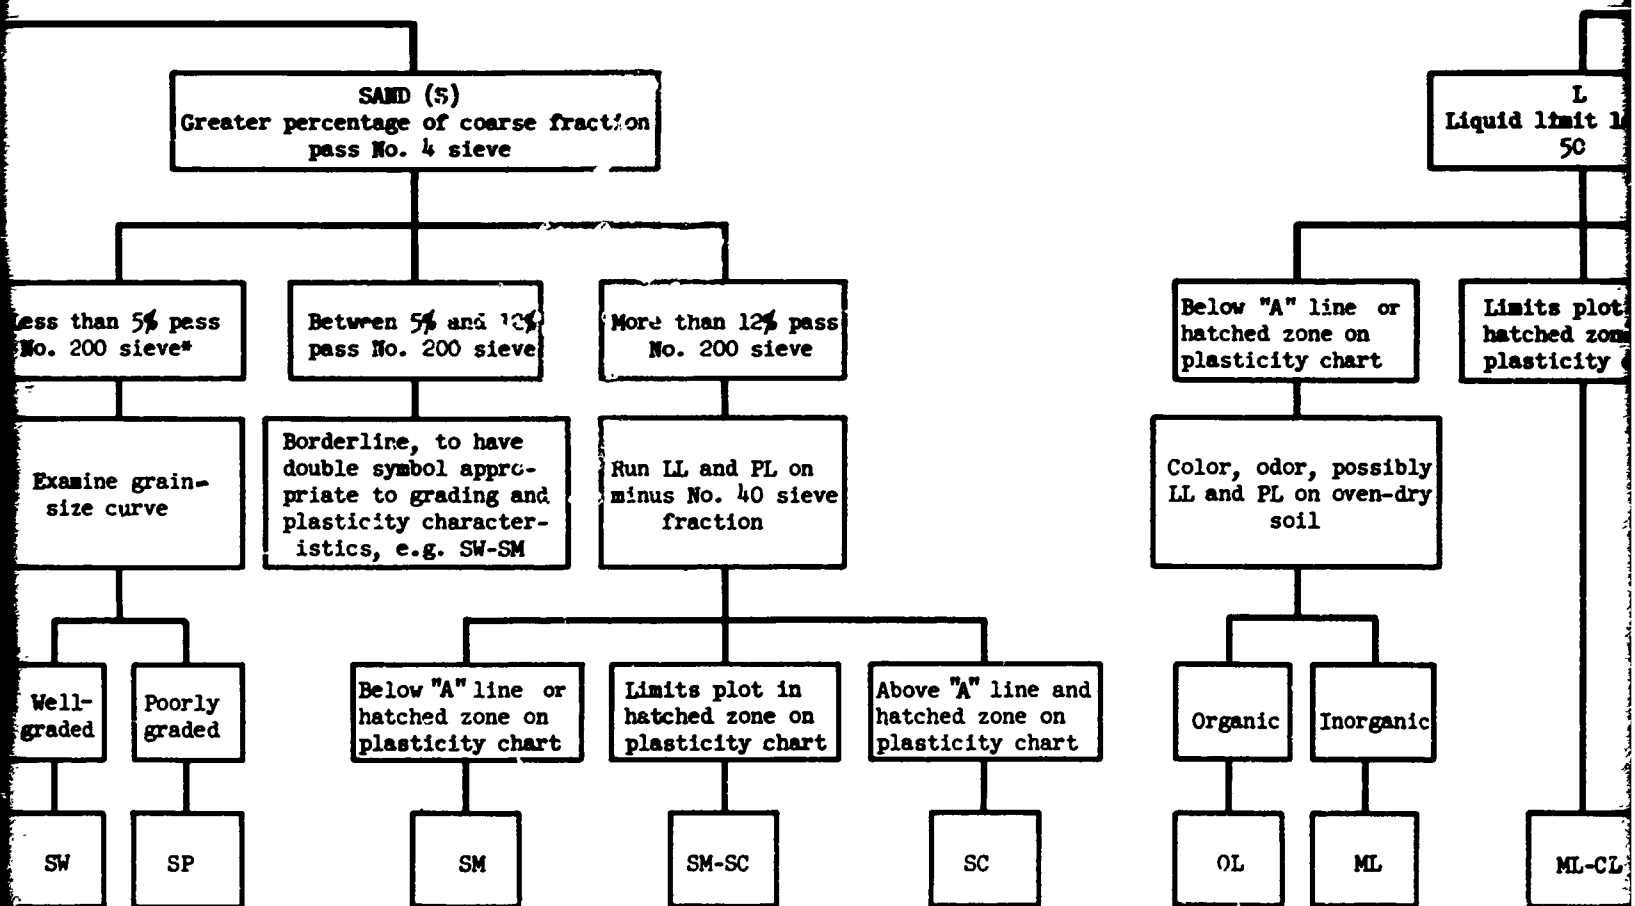 SAND (S)
Greater percentage of coarse fraction
pass No. 4 sieve
L
Liquid limit
50
Less than 5% pass
No. 200 sieve*
Between 5% and 12%
pass No. 200 sieve
More than 12% pass
No. 200 sieve
Below "A" line or
hatched zone on
plasticity chart
Limits plot
hatched zone
plasticity
Examine grain-
size curve
Borderline, to have
double symbol appro-
priate to grading and
plasticity character-
istics, e.g. SW-SM
Run LL and PL on
minus No. 40 sieve
fraction
Color, odor, possibly
LL and PL on oven-dry
soil
Well-
graded
Poorly
graded
Below "A" line or
hatched zone on
plasticity chart
Limits plot in
hatched zone on
plasticity chart
Above "A" line and
hatched zone on
plasticity chart
Organic
Inorganic
SW
SP
SM
SM-SC
SC
OL
ML
ML-CL